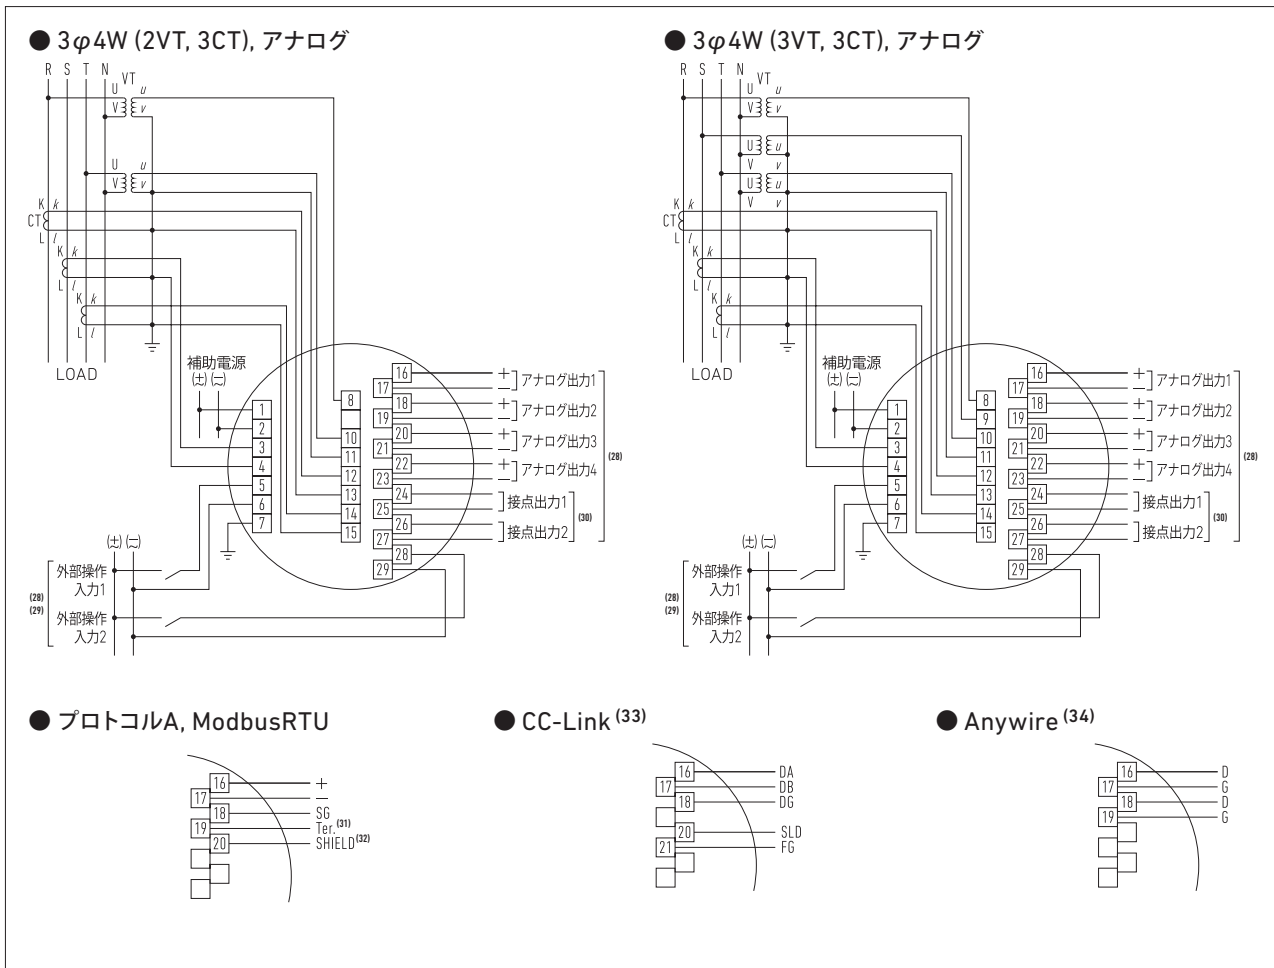 ● 3φ4W (2VT, 3CT), アナログ
R S T N
VT
U u
V v
U u
V v
K k
CT
L l
K k
L l
K k
L l
LOAD
補助電源
(±) (−)
1
2
3
4
5
6
7
8
10
11
12
13
14
15
16
17
18
19
20
21
22
23
24
25
26
27
28
29
+
− アナログ出力1
+
− アナログ出力2
+
− アナログ出力3
+
− アナログ出力4
(28)
接点出力1
接点出力2
(30)
(±) (−)
(28)
(29)
外部操作
入力1
外部操作
入力2
● 3φ4W (3VT, 3CT), アナログ
R S T N
VT
U u
V v
U u
V v
U u
V v
K k
CT
L l
K k
L l
K k
L l
LOAD
補助電源
(±) (−)
1
2
3
4
5
6
7
8
9
10
11
12
13
14
15
16
17
18
19
20
21
22
23
24
25
26
27
28
29
+
− アナログ出力1
+
− アナログ出力2
+
− アナログ出力3
+
− アナログ出力4
(28)
接点出力1
接点出力2
(30)
(±) (−)
(28)
(29)
外部操作
入力1
外部操作
入力2
● プロトコルA, ModbusRTU
16 +
17 −
18 SG
19 Ter.(31)
20 SHIELD(32)
● CC-Link (33)
16 DA
17 DB
18 DG
20 SLD
21 FG
● Anywire (34)
16 D
17 G
18 D
19 G